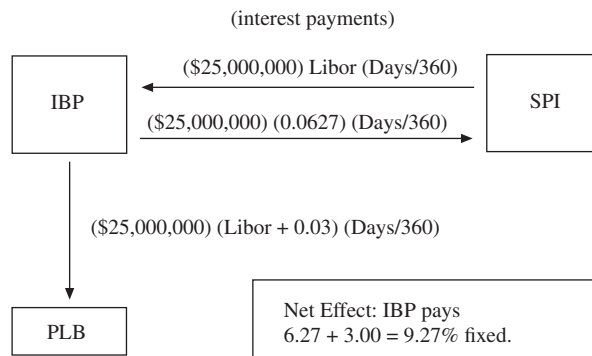 (interest payments)
($25,000,000) Libor (Days/360)
IBP
SPI
($25,000,000) (0.0627) (Days/360)
($25,000,000) (Libor + 0.03) (Days/360)
PLB
Net Effect: IBP pays
6.27 + 3.00 = 9.27% fixed.